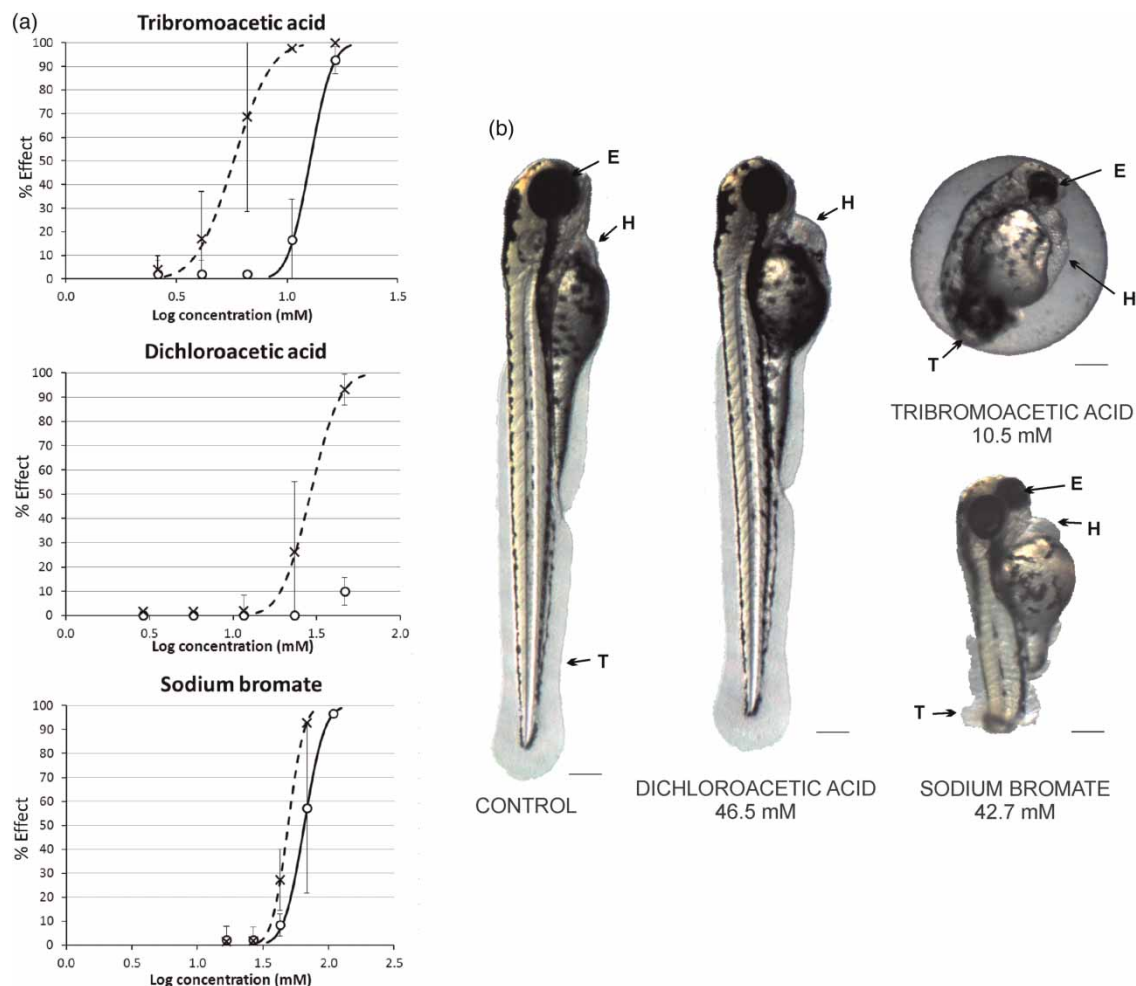 (a)
Tribromoacetic acid
100
90
80
70
60
50
40
30
20
10
0
% Effect
0.0 0.5 1.0 1.5
Log concentration (mM)
Dichloroacetic acid
100
90
80
70
60
50
40
30
20
10
0
% Effect
0.0 0.5 1.0 1.5 2.0
Log concentration (mM)
Sodium bromate
100
90
80
70
60
50
40
30
20
10
0
% Effect
0.0 0.5 1.0 1.5 2.0 2.5
Log concentration (mM)
(b)
E
H
T
CONTROL
H
DICHLOROACETIC ACID
46.5 mM
E
H
T
TRIBROMOACETIC ACID
10.5 mM
E
H
T
SODIUM BROMATE
42.7 mM